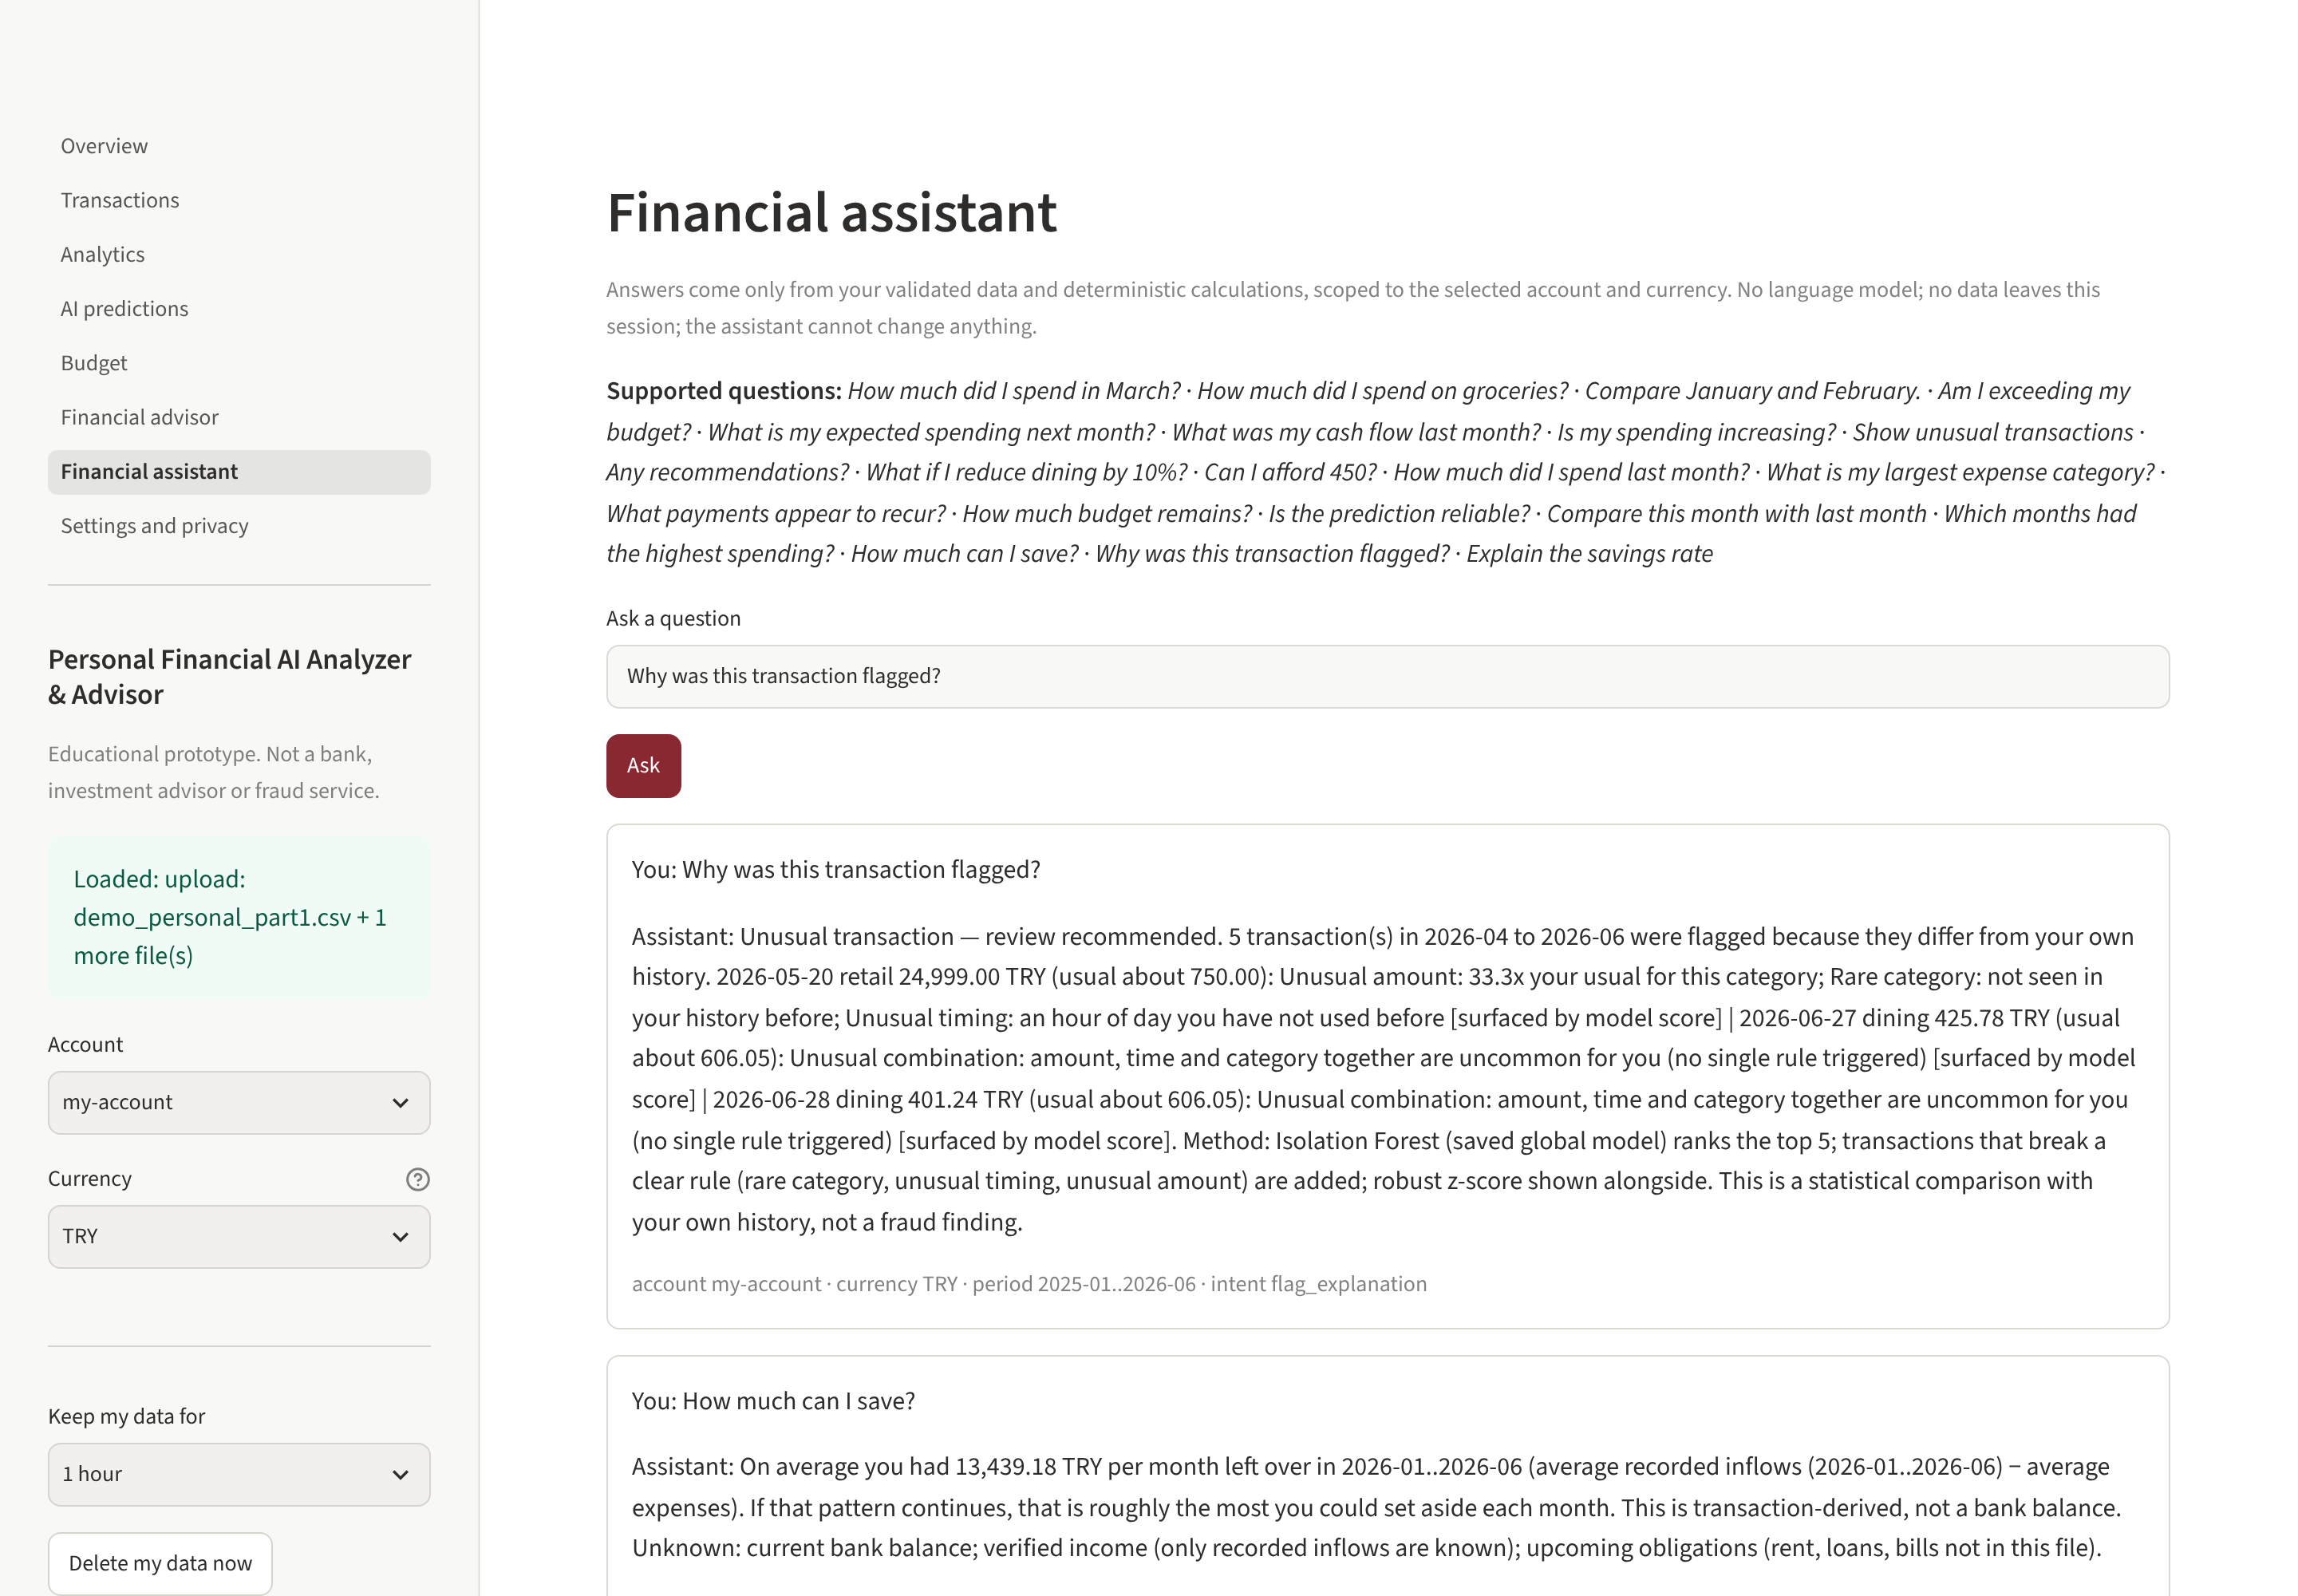 Overview
Transactions
Analytics
AI predictions
Budget
Financial advisor
Financial assistant
Settings and privacy
Personal Financial AI Analyzer
& Advisor
Educational prototype. Not a bank,
investment advisor or fraud service.
Loaded: upload:
demo_personal_part1.csv + 1
more file(s)
Account
my-account
Currency
TRY
Keep my data for
1 hour
Delete my data now
Financial assistant
Answers come only from your validated data and deterministic calculations, scoped to the selected account and currency. No language model; no data leaves this
session; the assistant cannot change anything.
Supported questions: How much did I spend in March? · How much did I spend on groceries? · Compare January and February. · Am I exceeding my
budget? · What is my expected spending next month? · What was my cash flow last month? · Is my spending increasing? · Show unusual transactions ·
Any recommendations? · What if I reduce dining by 10%? · Can I afford 450? · How much did I spend last month? · What is my largest expense category? ·
What payments appear to recur? · How much budget remains? · Is the prediction reliable? · Compare this month with last month · Which months had
the highest spending? · How much can I save? · Why was this transaction flagged? · Explain the savings rate
Ask a question
Why was this transaction flagged?
Ask
You: Why was this transaction flagged?
Assistant: Unusual transaction — review recommended. 5 transaction(s) in 2026-04 to 2026-06 were flagged because they differ from your own
history. 2026-05-20 retail 24,999.00 TRY (usual about 750.00): Unusual amount: 33.3x your usual for this category; Rare category: not seen in
your history before; Unusual timing: an hour of day you have not used before [surfaced by model score] | 2026-06-27 dining 425.78 TRY (usual
about 606.05): Unusual combination: amount, time and category together are uncommon for you (no single rule triggered) [surfaced by model
score] | 2026-06-28 dining 401.24 TRY (usual about 606.05): Unusual combination: amount, time and category together are uncommon for you
(no single rule triggered) [surfaced by model score]. Method: Isolation Forest (saved global model) ranks the top 5; transactions that break a
clear rule (rare category, unusual timing, unusual amount) are added; robust z-score shown alongside. This is a statistical comparison with
your own history, not a fraud finding.
account my-account · currency TRY · period 2025-01..2026-06 · intent flag_explanation
You: How much can I save?
Assistant: On average you had 13,439.18 TRY per month left over in 2026-01..2026-06 (average recorded inflows (2026-01..2026-06) − average
expenses). If that pattern continues, that is roughly the most you could set aside each month. This is transaction-derived, not a bank balance.
Unknown: current bank balance; verified income (only recorded inflows are known); upcoming obligations (rent, loans, bills not in this file).